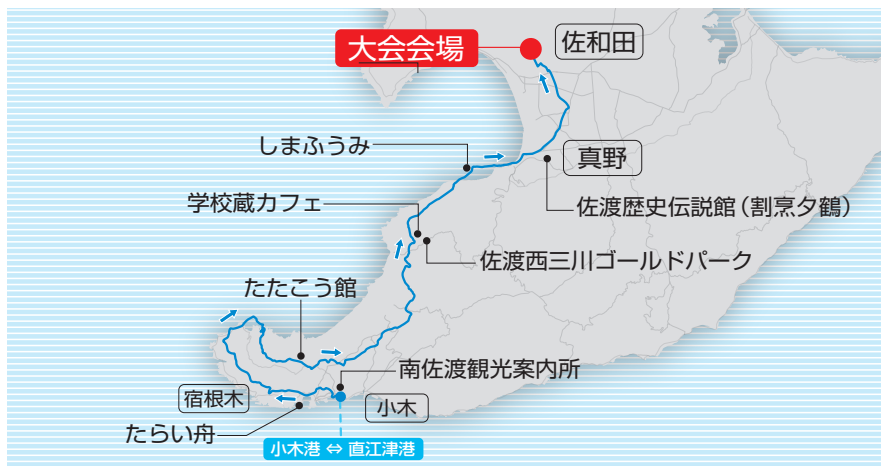 大会会場
佐和田
しまふうみ
真野
学校蔵カフェ
佐渡歴史伝説館（割烹夕鶴）
佐渡西三川ゴールドパーク
たたこう館
南佐渡観光案内所
宿根木
小木
たらい舟
小木港 ⇔ 直江津港